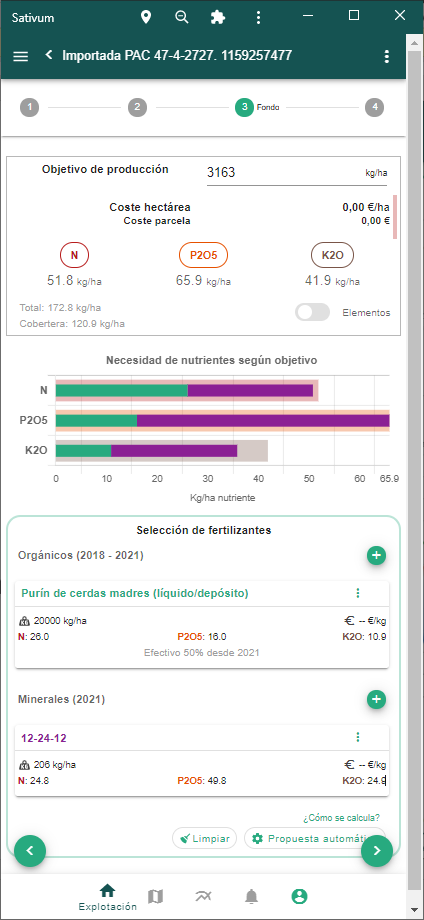 Sativum
Importada PAC 47-4-2727. 1159257477
1 2 3 Fondo 4
Objetivo de producción 3163 kg/ha
Coste hectárea 0,00 €/ha
Coste parcela 0,00 €
N P2O5 K2O
51.8 kg/ha 65.9 kg/ha 41.9 kg/ha
Total: 172.8 kg/ha
Cobertera: 120.9 kg/ha
Elementos
Necesidad de nutrientes según objetivo
N
P2O5
K2O
0 10 20 30 40 50 60 65.9
Kg/ha nutriente
Selección de fertilizantes
Orgánicos (2018 - 2021)
Purín de cerdas madres (líquido/depósito)
20000 kg/ha € -- €/kg
N: 26.0 P2O5: 16.0 K2O: 10.9
Efectivo 50% desde 2021
Minerales (2021)
12-24-12
206 kg/ha € -- €/kg
N: 24.8 P2O5: 49.8 K2O: 24.9
¿Cómo se calcula?
Limpiar Propuesta automáti
Explotación